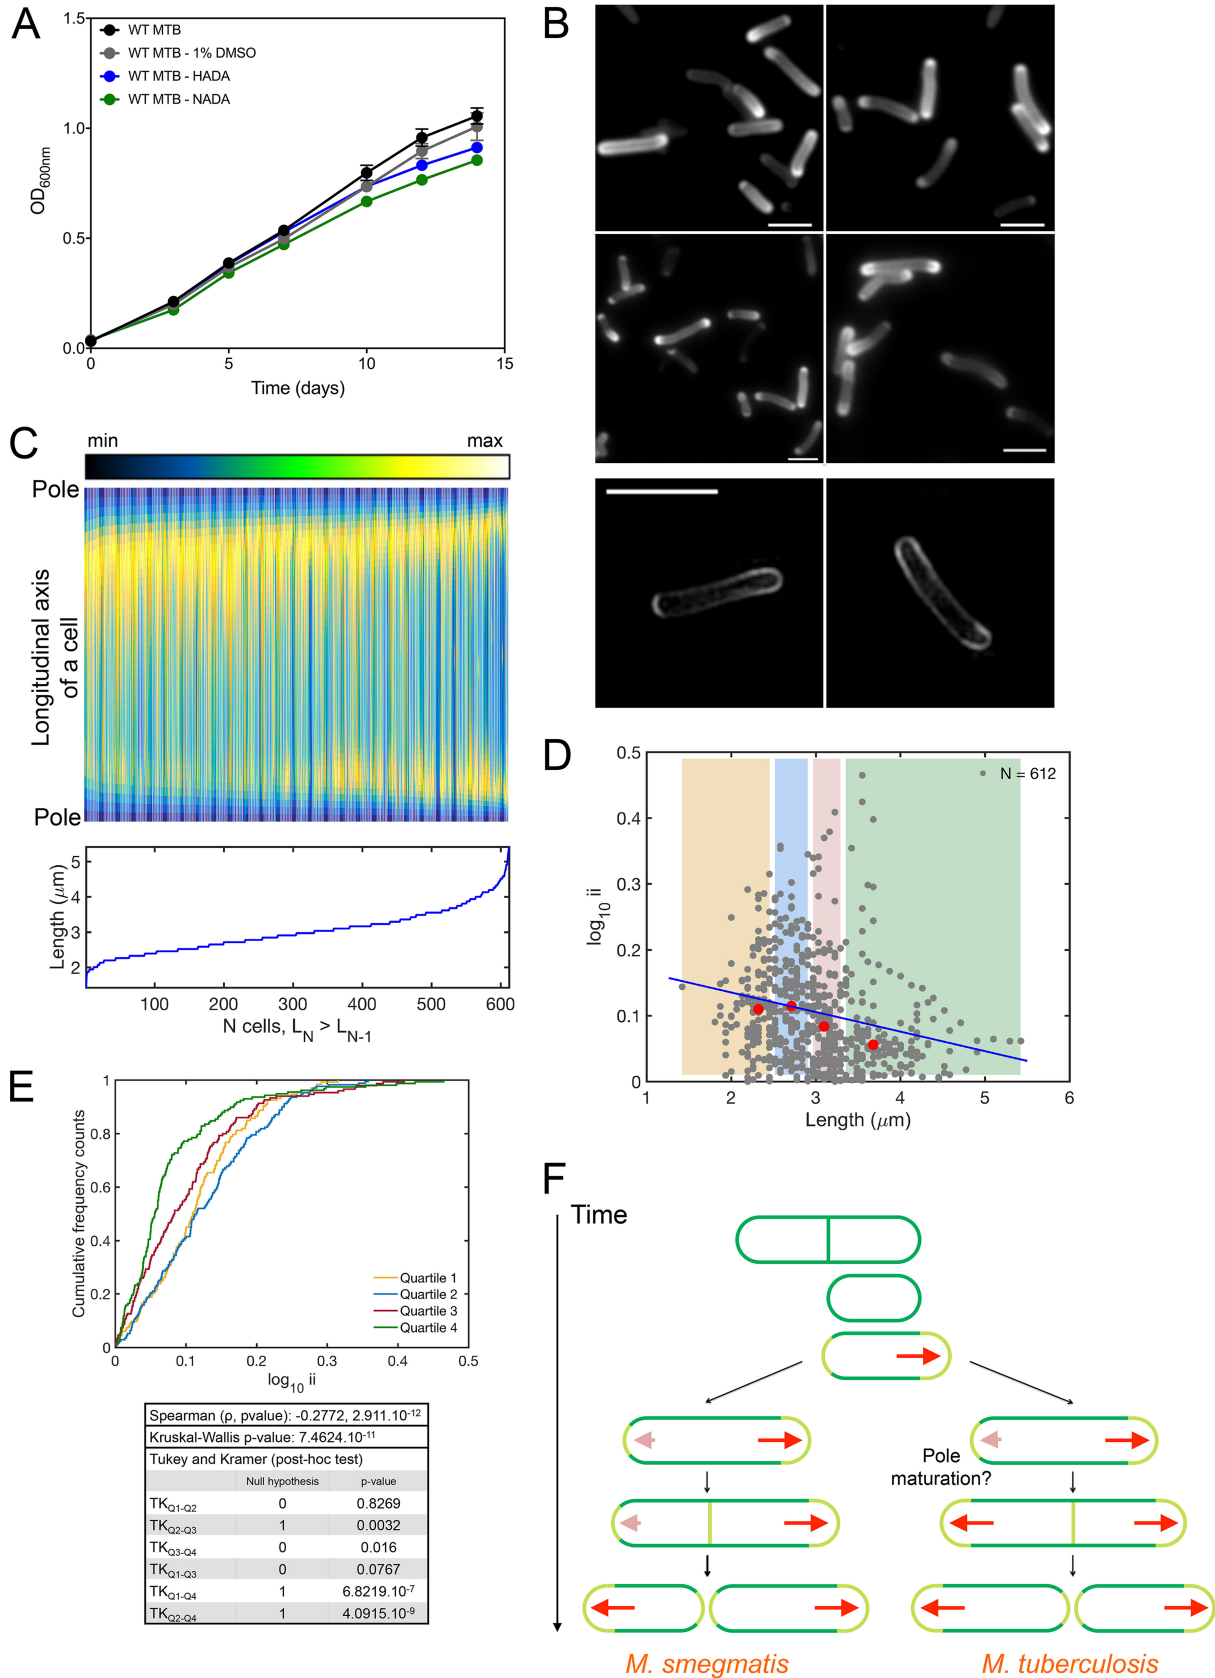 A
1.5
1.0
0.5
0.0
OD600nm
WT MTB
WT MTB - 1% DMSO
WT MTB - HADA
WT MTB - NADA
0 5 10 15
Time (days)
B
C
min max
Pole
Longitudinal axis
of a cell
Pole
5
4
3
2
Length (μm)
100 200 300 400 500 600
N cells, LN > LN-1
D
0.5
0.4
0.3
0.2
0.1
0
log10 ii
N = 612
1 2 3 4 5 6
Length (μm)
E
1
0.8
0.6
0.4
0.2
0
Cumulative frequency counts
Quartile 1
Quartile 2
Quartile 3
Quartile 4
0 0.1 0.2 0.3 0.4 0.5
log10 ii
Spearman (ρ, pvalue): -0.2772, 2.911.10-12
Kruskal-Wallis p-value: 7.4624.10-11
Tukey and Kramer (post-hoc test)
Null hypothesis p-value
TKQ1-Q2 0 0.8269
TKQ2-Q3 1 0.0032
TKQ3-Q4 0 0.016
TKQ1-Q3 0 0.0767
TKQ1-Q4 1 6.8219.10-7
TKQ2-Q4 1 4.0915.10-9
F
Time
Pole
maturation?
M. smegmatis
M. tuberculosis